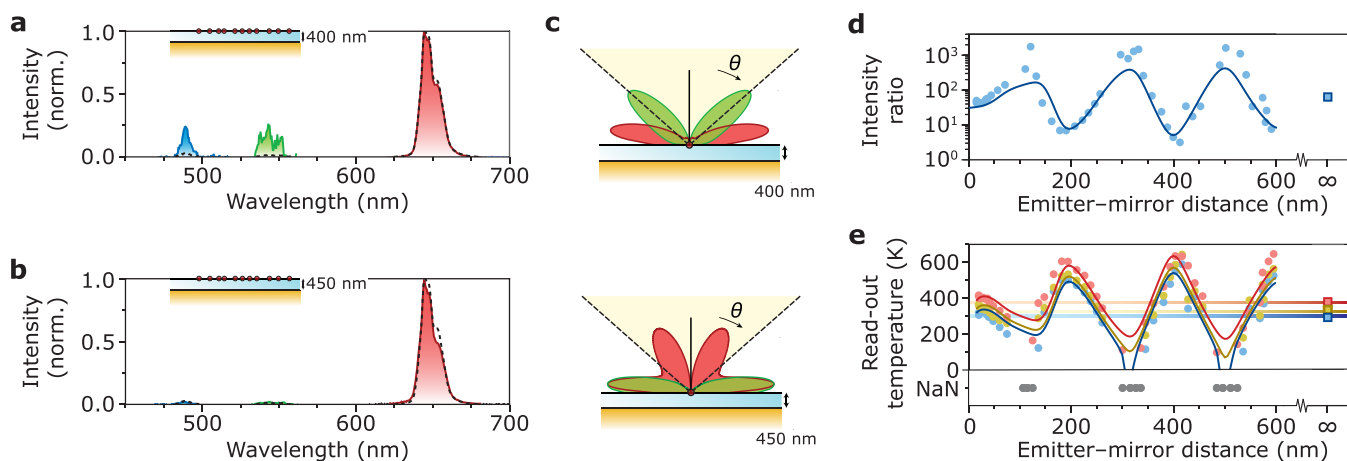 a
Intensity
(norm.)
1.0
0.5
0.0
400 nm
500
600
700
Wavelength (nm)
b
Intensity
(norm.)
1.0
0.5
0.0
450 nm
500
600
700
Wavelength (nm)
c
θ
400 nm
θ
450 nm
d
Intensity
ratio
10³
10²
10¹
10⁰
0
200
400
600
∞
Emitter–mirror distance (nm)
e
Read-out
temperature (K)
600
400
200
0
NaN
0
100
200
300
400
500
600
∞
Emitter–mirror distance (nm)